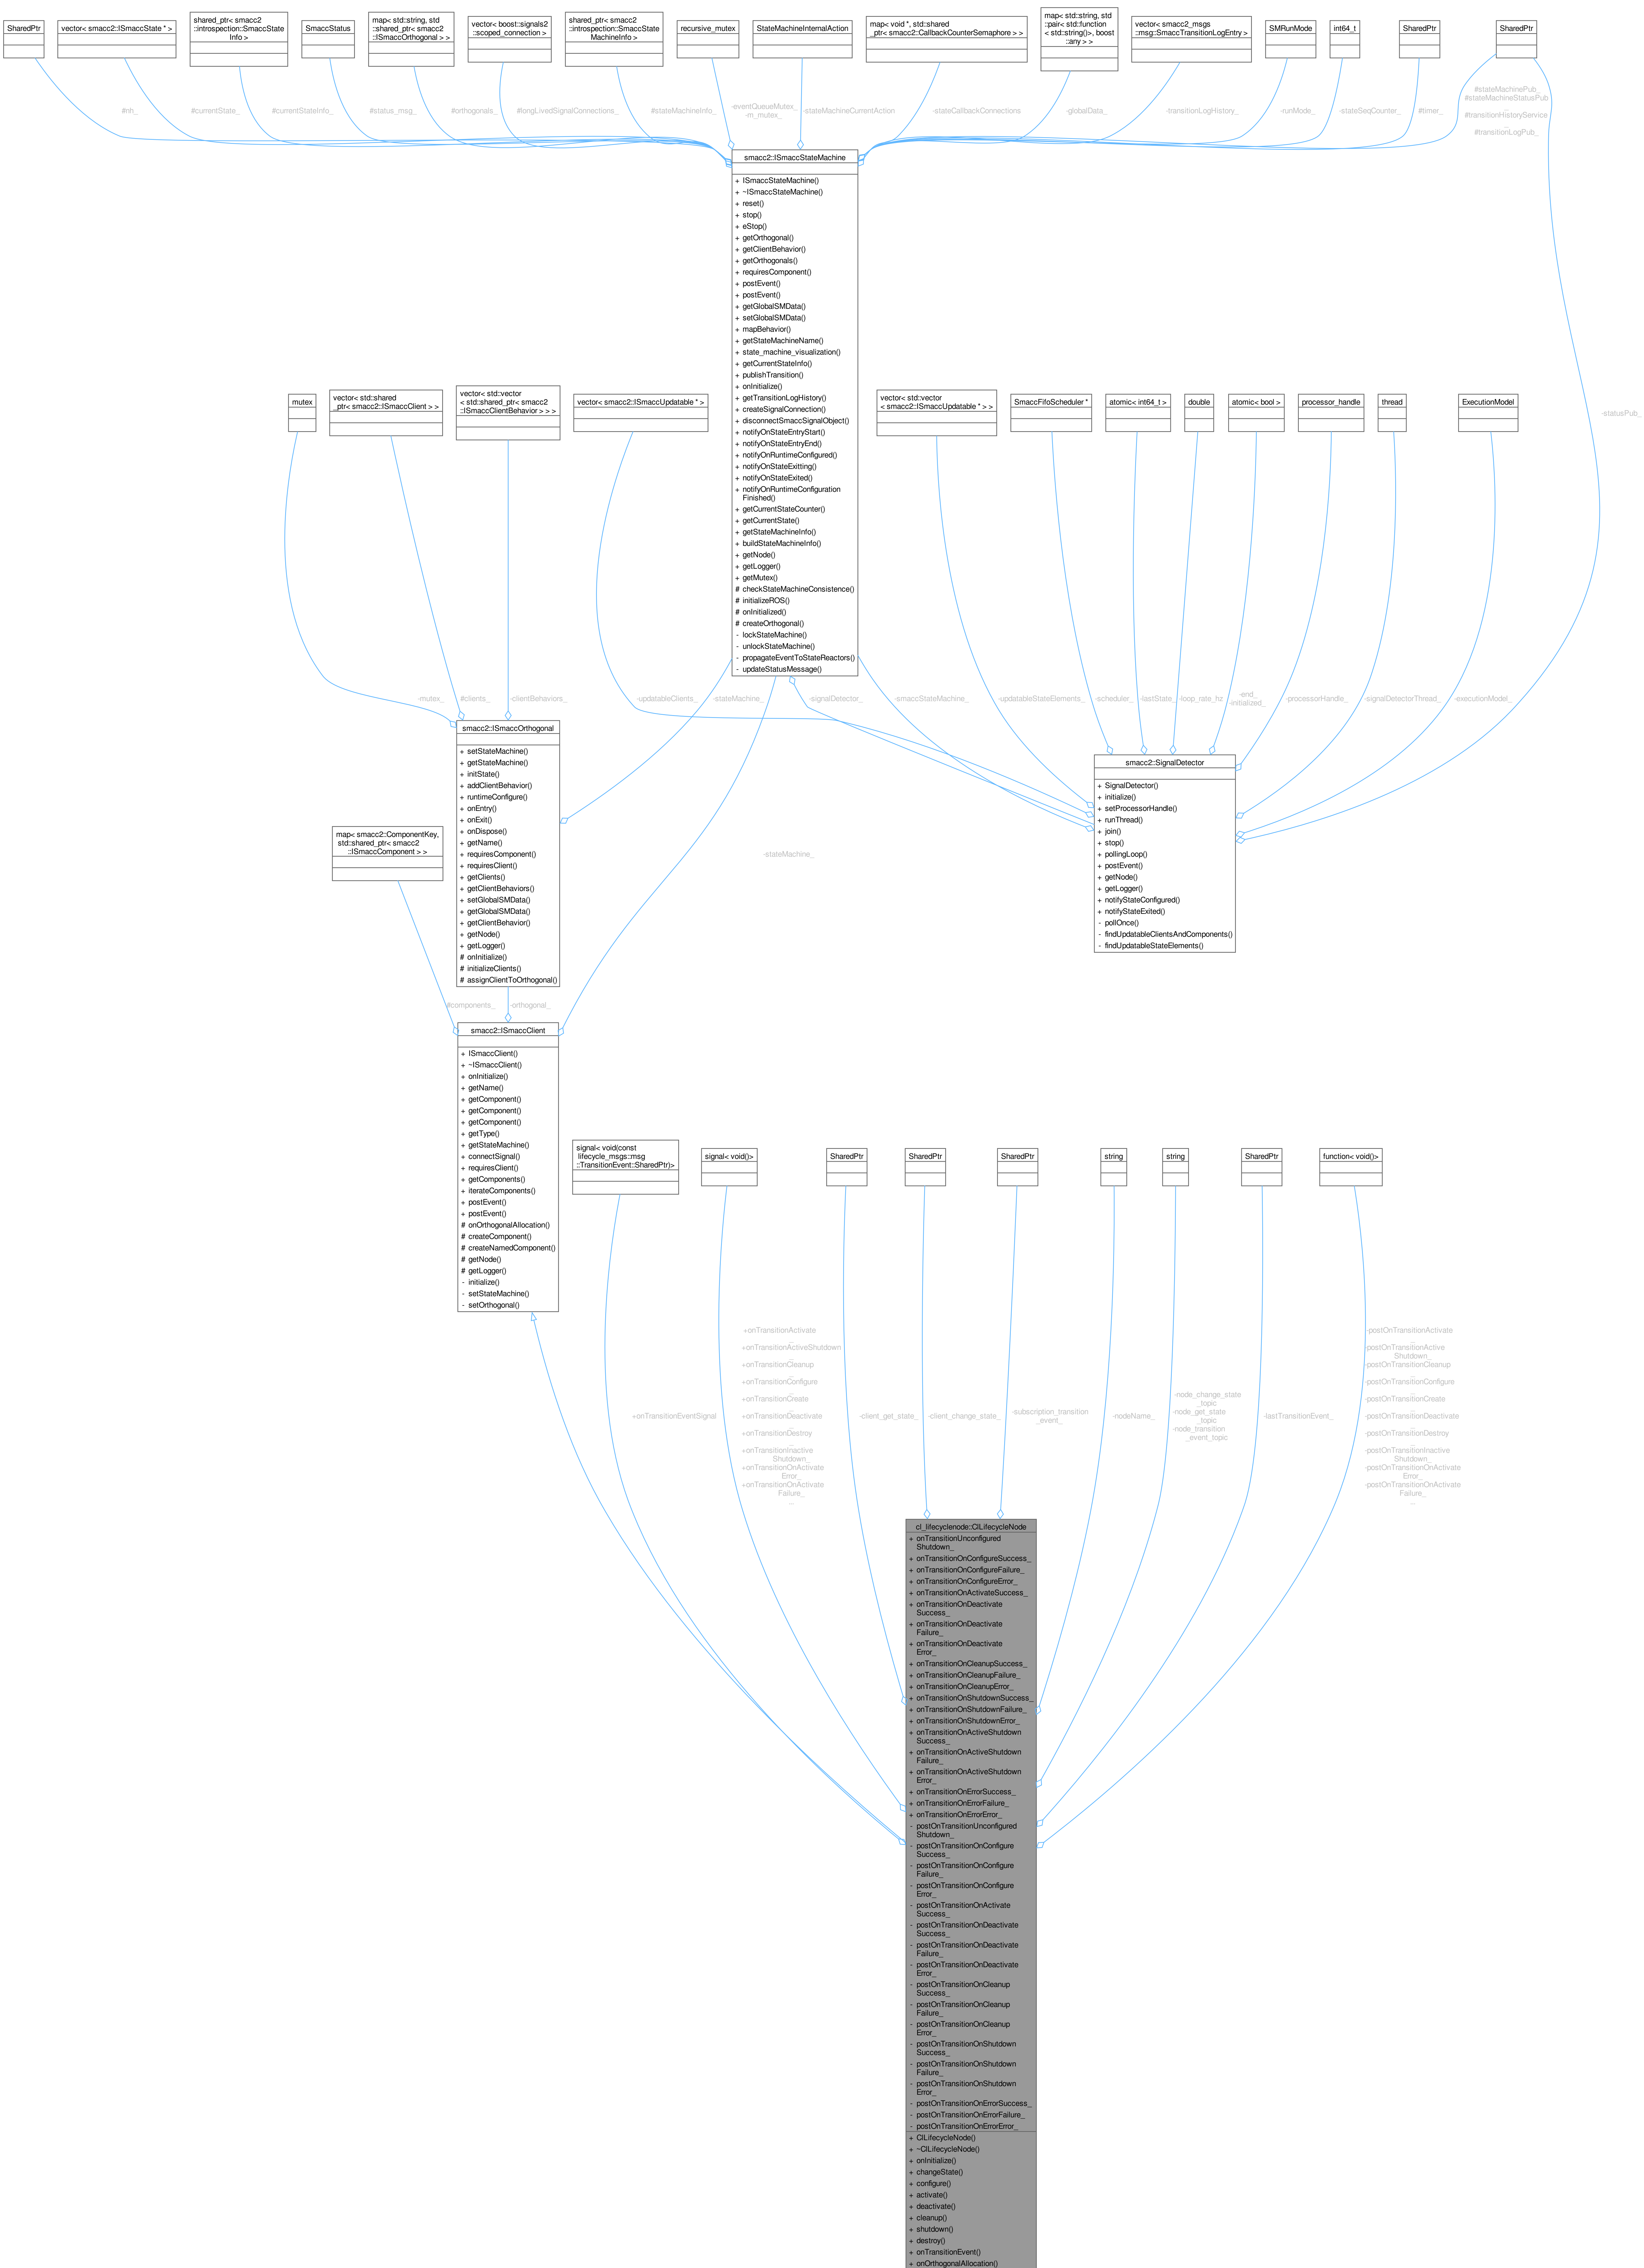 SharedPtr
vector< smacc2::ISmaccState * >
shared_ptr< smacc2
::introspection::SmaccState
Info >
SmaccStatus
map< std::string, std
::shared_ptr< smacc2
::ISmaccOrthogonal > >
vector< boost::signals2
::scoped_connection >
shared_ptr< smacc2
::introspection::SmaccState
MachineInfo >
recursive_mutex
StateMachineInternalAction
map< void *, std::shared
_ptr< smacc2::CallbackCounterSemaphore > >
map< std::string, std
::pair< std::function
< std::string()>, boost
::any > >
vector< smacc2_msgs
::msg::SmaccTransitionLogEntry >
SMRunMode
int64_t
SharedPtr
SharedPtr
#nh_
#currentState_
#currentStateInfo_
#status_msg_
#orthogonals_
#longLivedSignalConnections_
#stateMachineInfo_
-eventQueueMutex_
-m_mutex_
-stateMachineCurrentAction
-stateCallbackConnections
-globalData_
-transitionLogHistory_
-runMode_
-stateSeqCounter_
#timer_
#stateMachinePub_
#stateMachineStatusPub
_
#transitionHistoryService
_
#transitionLogPub_
-statusPub_
smacc2::ISmaccStateMachine
+ ISmaccStateMachine()
+ ~ISmaccStateMachine()
+ reset()
+ stop()
+ eStop()
+ getOrthogonal()
+ getClientBehavior()
+ getOrthogonals()
+ requiresComponent()
+ postEvent()
+ postEvent()
+ getGlobalSMData()
+ setGlobalSMData()
+ mapBehavior()
+ getStateMachineName()
+ state_machine_visualization()
+ getCurrentStateInfo()
+ publishTransition()
+ onInitialize()
+ getTransitionLogHistory()
+ createSignalConnection()
+ disconnectSmaccSignalObject()
+ notifyOnStateEntryStart()
+ notifyOnStateEntryEnd()
+ notifyOnRuntimeConfigured()
+ notifyOnStateExitting()
+ notifyOnStateExited()
+ notifyOnRuntimeConfiguration
Finished()
+ getCurrentStateCounter()
+ getCurrentState()
+ getStateMachineInfo()
+ buildStateMachineInfo()
+ getNode()
+ getLogger()
+ getMutex()
# checkStateMachineConsistence()
# initializeROS()
# onInitialized()
# createOrthogonal()
- lockStateMachine()
- unlockStateMachine()
- propagateEventToStateReactors()
- updateStatusMessage()
mutex
vector< std::shared
_ptr< smacc2::ISmaccClient > >
vector< std::vector
< std::shared_ptr< smacc2
::ISmaccClientBehavior > > >
vector< smacc2::ISmaccUpdatable * >
vector< std::vector
< smacc2::ISmaccUpdatable * > >
SmaccFifoScheduler *
atomic< int64_t >
double
atomic< bool >
processor_handle
thread
ExecutionModel
-mutex_
#clients_
-clientBehaviors_
-updatableClients_
-stateMachine_
-signalDetector_
-smaccStateMachine_
-updatableStateElements_
-scheduler_
-lastState_
-loop_rate_hz
-end_
-initialized_
-processorHandle_
-signalDetectorThread_
-executionModel_
smacc2::ISmaccOrthogonal
+ setStateMachine()
+ getStateMachine()
+ initState()
+ addClientBehavior()
+ runtimeConfigure()
+ onEntry()
+ onExit()
+ onDispose()
+ getName()
+ requiresComponent()
+ requiresClient()
+ getClients()
+ getClientBehaviors()
+ setGlobalSMData()
+ getGlobalSMData()
+ getClientBehavior()
+ getNode()
+ getLogger()
# onInitialize()
# initializeClients()
# assignClientToOrthogonal()
smacc2::SignalDetector
+ SignalDetector()
+ initialize()
+ setProcessorHandle()
+ runThread()
+ join()
+ stop()
+ pollingLoop()
+ postEvent()
+ getNode()
+ getLogger()
+ notifyStateConfigured()
+ notifyStateExited()
- pollOnce()
- findUpdatableClientsAndComponents()
- findUpdatableStateElements()
map< smacc2::ComponentKey,
std::shared_ptr< smacc2
::ISmaccComponent > >
-stateMachine_
#components_
-orthogonal_
smacc2::ISmaccClient
+ ISmaccClient()
+ ~ISmaccClient()
+ onInitialize()
+ getName()
+ getComponent()
+ getComponent()
+ getComponent()
+ getType()
+ getStateMachine()
+ connectSignal()
+ requiresClient()
+ getComponents()
+ iterateComponents()
+ postEvent()
+ postEvent()
# onOrthogonalAllocation()
# createComponent()
# createNamedComponent()
# getNode()
# getLogger()
- initialize()
- setStateMachine()
- setOrthogonal()
signal< void(const
lifecycle_msgs::msg
::TransitionEvent::SharedPtr)>
signal< void()>
SharedPtr
SharedPtr
SharedPtr
string
string
SharedPtr
function< void()>
+onTransitionEventSignal
+onTransitionActivate
_
+onTransitionActiveShutdown
_
+onTransitionCleanup
_
+onTransitionConfigure
_
+onTransitionCreate
_
+onTransitionDeactivate
_
+onTransitionDestroy
_
+onTransitionInactive
Shutdown_
+onTransitionOnActivate
Error_
+onTransitionOnActivate
Failure_
...
-client_get_state_
-client_change_state_
-subscription_transition
_event_
-nodeName_
-node_change_state
_topic
-node_get_state
_topic
-node_transition
_event_topic
-lastTransitionEvent_
-postOnTransitionActivate
_
-postOnTransitionActive
Shutdown_
-postOnTransitionCleanup
_
-postOnTransitionConfigure
_
-postOnTransitionCreate
_
-postOnTransitionDeactivate
_
-postOnTransitionDestroy
_
-postOnTransitionInactive
Shutdown_
-postOnTransitionOnActivate
Error_
-postOnTransitionOnActivate
Failure_
...
cl_lifecyclenode::ClLifecycleNode
+ onTransitionUnconfigured
Shutdown_
+ onTransitionOnConfigureSuccess_
+ onTransitionOnConfigureFailure_
+ onTransitionOnConfigureError_
+ onTransitionOnActivateSuccess_
+ onTransitionOnDeactivate
Success_
+ onTransitionOnDeactivate
Failure_
+ onTransitionOnDeactivate
Error_
+ onTransitionOnCleanupSuccess_
+ onTransitionOnCleanupFailure_
+ onTransitionOnCleanupError_
+ onTransitionOnShutdownSuccess_
+ onTransitionOnShutdownFailure_
+ onTransitionOnShutdownError_
+ onTransitionOnActiveShutdown
Success_
+ onTransitionOnActiveShutdown
Failure_
+ onTransitionOnActiveShutdown
Error_
+ onTransitionOnErrorSuccess_
+ onTransitionOnErrorFailure_
+ onTransitionOnErrorError_
- postOnTransitionUnconfigured
Shutdown_
- postOnTransitionOnConfigure
Success_
- postOnTransitionOnConfigure
Failure_
- postOnTransitionOnConfigure
Error_
- postOnTransitionOnActivate
Success_
- postOnTransitionOnDeactivate
Success_
- postOnTransitionOnDeactivate
Failure_
- postOnTransitionOnDeactivate
Error_
- postOnTransitionOnCleanup
Success_
- postOnTransitionOnCleanup
Failure_
- postOnTransitionOnCleanup
Error_
- postOnTransitionOnShutdown
Success_
- postOnTransitionOnShutdown
Failure_
- postOnTransitionOnShutdown
Error_
- postOnTransitionOnErrorSuccess_
- postOnTransitionOnErrorFailure_
- postOnTransitionOnErrorError_
+ ClLifecycleNode()
+ ~ClLifecycleNode()
+ onInitialize()
+ changeState()
+ configure()
+ activate()
+ deactivate()
+ cleanup()
+ shutdown()
+ destroy()
+ onTransitionEvent()
+ onOrthogonalAllocation()